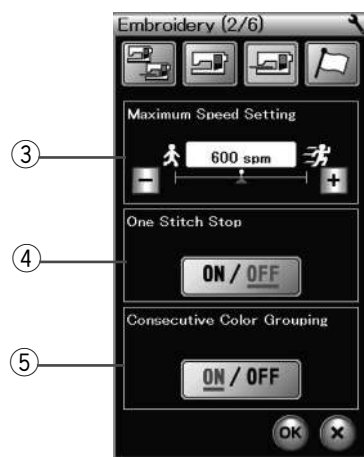 Embroidery (2/6)
Maximum Speed Setting
③
600 spm
− +
One Stitch Stop
④
ON / OFF
Consecutive Color Grouping
⑤
ON / OFF
OK ×